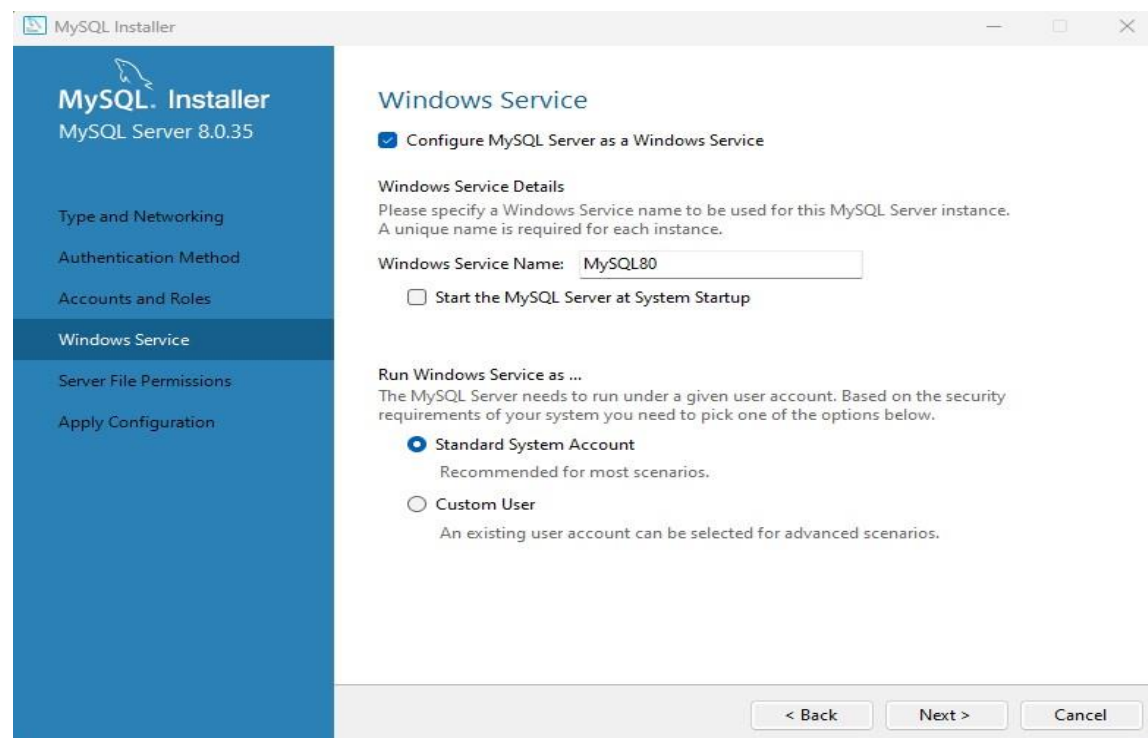 MySQL Installer
MySQL. Installer
MySQL Server 8.0.35
Type and Networking
Authentication Method
Accounts and Roles
Windows Service
Server File Permissions
Apply Configuration
Windows Service
Configure MySQL Server as a Windows Service
Windows Service Details
Please specify a Windows Service name to be used for this MySQL Server instance.
A unique name is required for each instance.
Windows Service Name: MySQL80
Start the MySQL Server at System Startup
Run Windows Service as ...
The MySQL Server needs to run under a given user account. Based on the security
requirements of your system you need to pick one of the options below.
Standard System Account
Recommended for most scenarios.
Custom User
An existing user account can be selected for advanced scenarios.
< Back Next > Cancel